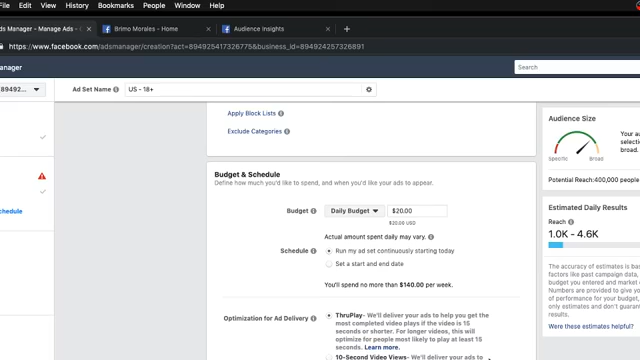 File Edit View History Bookmarks People Window Help
Ads Manager - Manage Ads - C
Brimo Morales - Home
Audience Insights
https://www.facebook.com/adsmanager/creation?act=894925417326775&business_id=894924257326891
anager
Search
89492...
Ad Set Name
US - 18+
Apply Block Lists
Exclude Categories
Budget & Schedule
Define how much you'd like to spend, and when you'd like your ads to appear.
Budget
Daily Budget
$20.00
$20.00 USD
Actual amount spent daily may vary.
Schedule
Run my ad set continuously starting today
Set a start and end date
You'll spend no more than $140.00 per week.
Optimization for Ad Delivery
ThruPlay - We'll deliver your ads to help you get the
most completed video plays if the video is 15
seconds or shorter. For longer videos, this will
optimize for people most likely to play at least 15
seconds. Learn more.
10-Second Video Views - We'll deliver your ads to
chedule
Audience Size
Your au
selectio
broad.
Specific
Broad
Potential Reach:400,000 people
Estimated Daily Results
Reach
1.0K - 4.6K
The accuracy of estimates is bas
factors like past campaign data,
budget you entered and market d
Numbers are provided to give yo
of performance for your budget,
only estimates and don't guarant
results.
Were these estimates helpful?